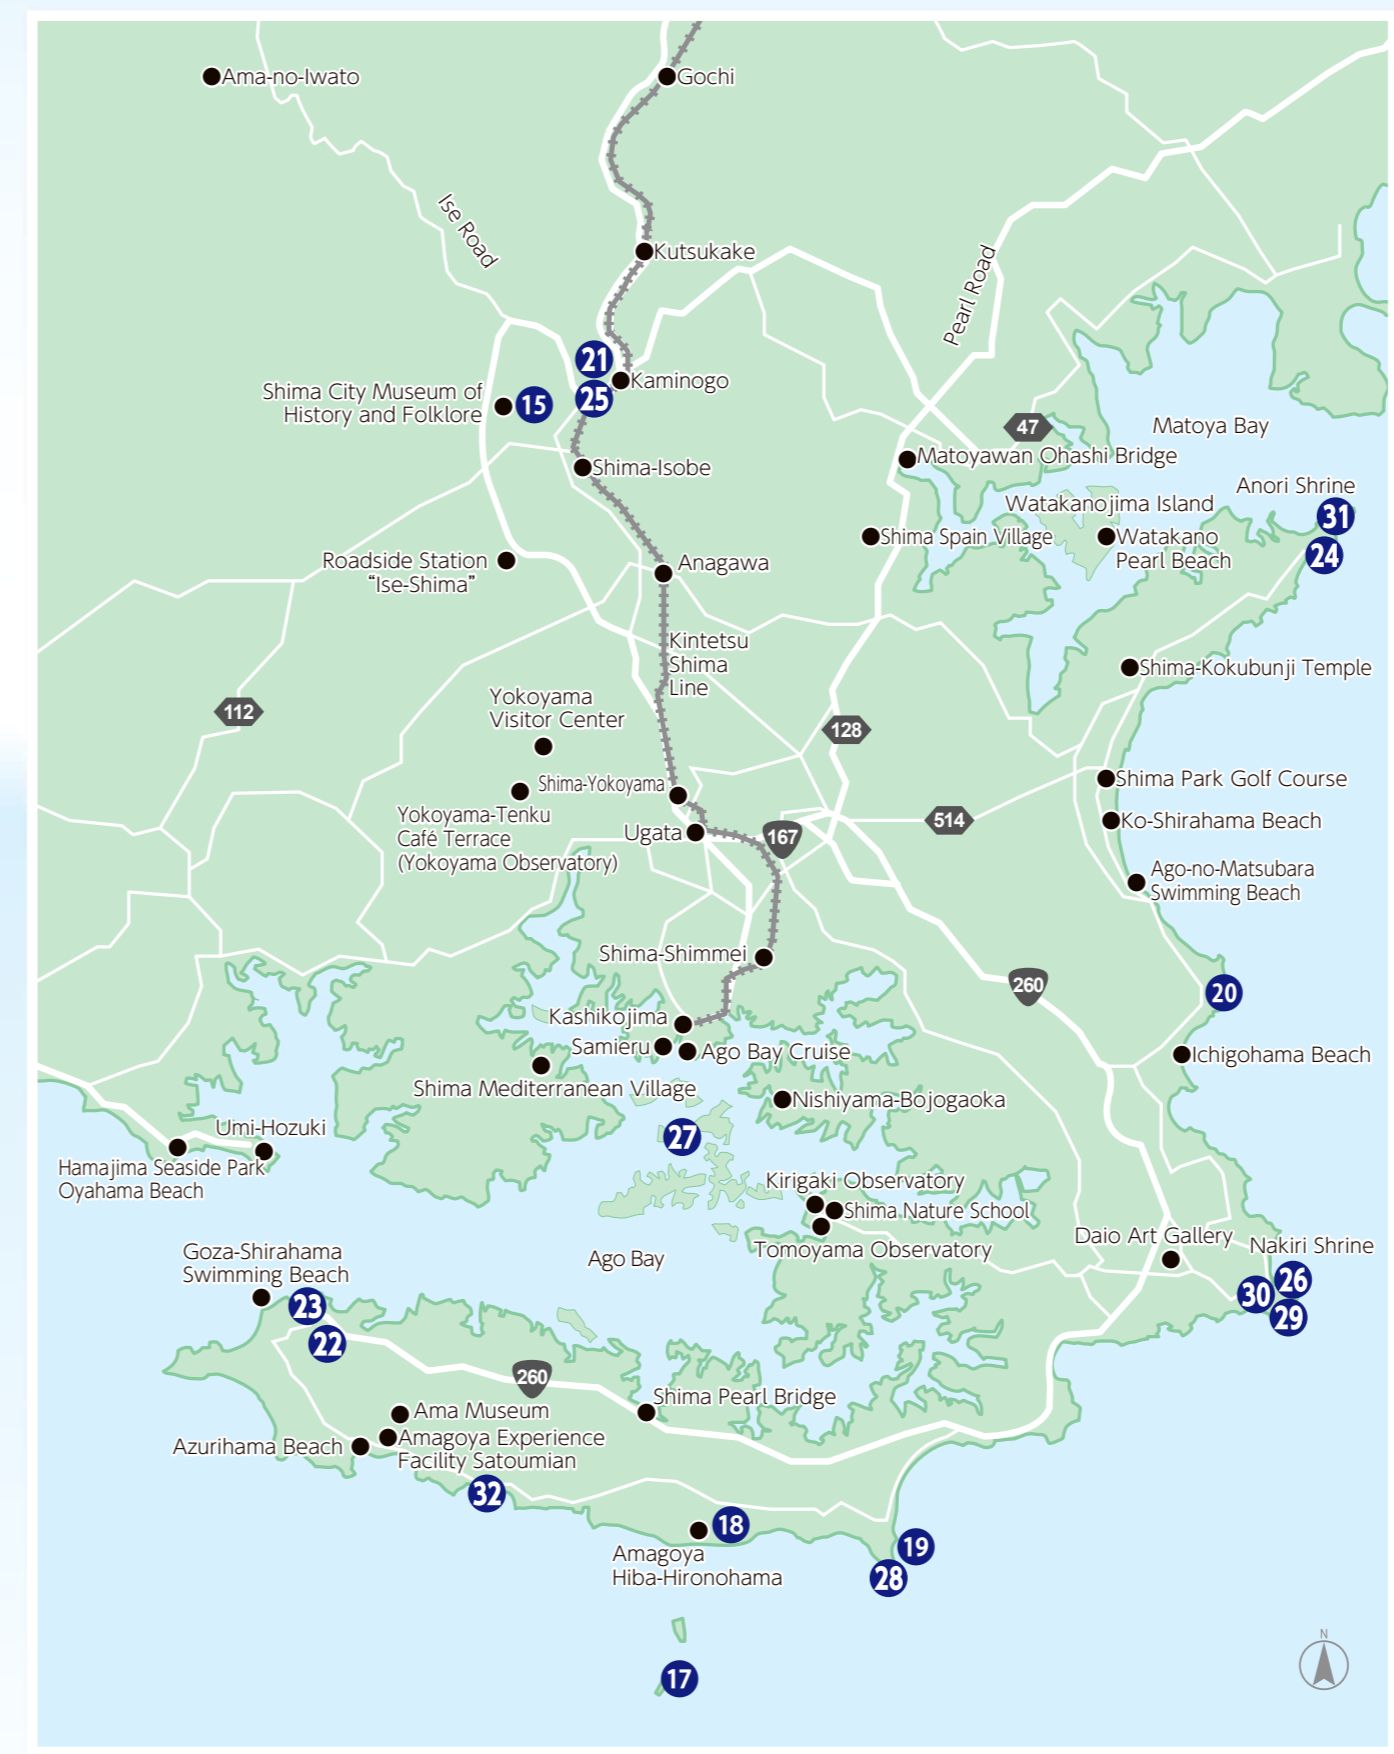 Ama-no-Iwato
Gochi
Ise Road
Kutsukake
Pearl Road
21
Kaminogo
25
Shima City Museum of
History and Folklore
15
47
Matoya Bay
Matoyawan Ohashi Bridge
Shima-Isobe
Anori Shrine
31
Watakanojima Island
24
Roadside Station
“Ise-Shima”
Anagawa
Shima Spain Village
Watakano
Pearl Beach
Kintetsu
Shima
Line
Shima-Kokubunji Temple
112
Yokoyama
Visitor Center
128
Shima-Yokoyama
Shima Park Golf Course
Yokoyama-Tenku
Café Terrace
(Yokoyama Observatory)
Ugata
167
514
Ko-Shirahama Beach
Ago-no-Matsubara
Swimming Beach
Shima-Shimmei
260
20
Kashikojima
Samieru
Ago Bay Cruise
Ichigohama Beach
Shima Mediterranean Village
Nishiyama-Bojogaoka
Umi-Hozuki
27
Hamajima Seaside Park
Oyahama Beach
Kirigaki Observatory
Shima Nature School
Tomoyama Observatory
Daio Art Gallery
Nakiri Shrine
Goza-Shirahama
Swimming Beach
Ago Bay
26
30
29
23
22
260
Shima Pearl Bridge
Ama Museum
Azurihama Beach
Amagoya Experience
Facility Satoumian
32
18
Amagoya
Hiba-Hironohama
19
28
17
N